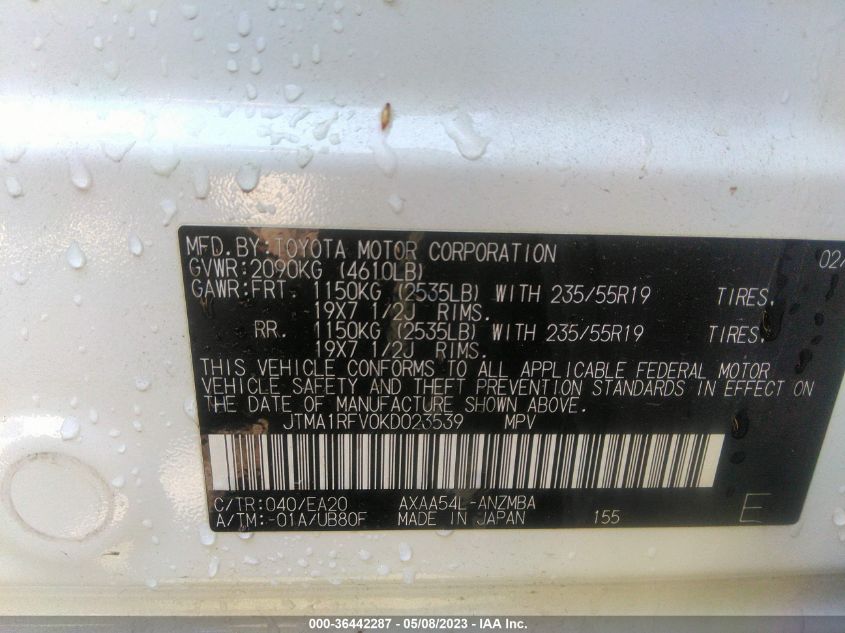 MFD.BY:TOYOTA MOTOR CORPORATION 02/
GVWR:2090KG (4610LB)
GAWR:FRT. 1150KG (2535LB) WITH 235/55R19 TIRES,
19X7 1/2J RIMS.
RR. 1150KG (2535LB) WITH 235/55R19 TIRES,
19X7 1/2J RIMS.
THIS VEHICLE CONFORMS TO ALL APPLICABLE FEDERAL MOTOR
VEHICLE SAFETY AND THEFT PREVENTION STANDARDS IN EFFECT ON
THE DATE OF MANUFACTURE SHOWN ABOVE.
JTMA1RFV0KD023539 MPV
C/TR:040/EA20 AXAA54L-ANZMBA
A/TM:-01A/UB80F MADE IN JAPAN 155 E
000-36442287 - 05/08/2023 - IAA Inc.